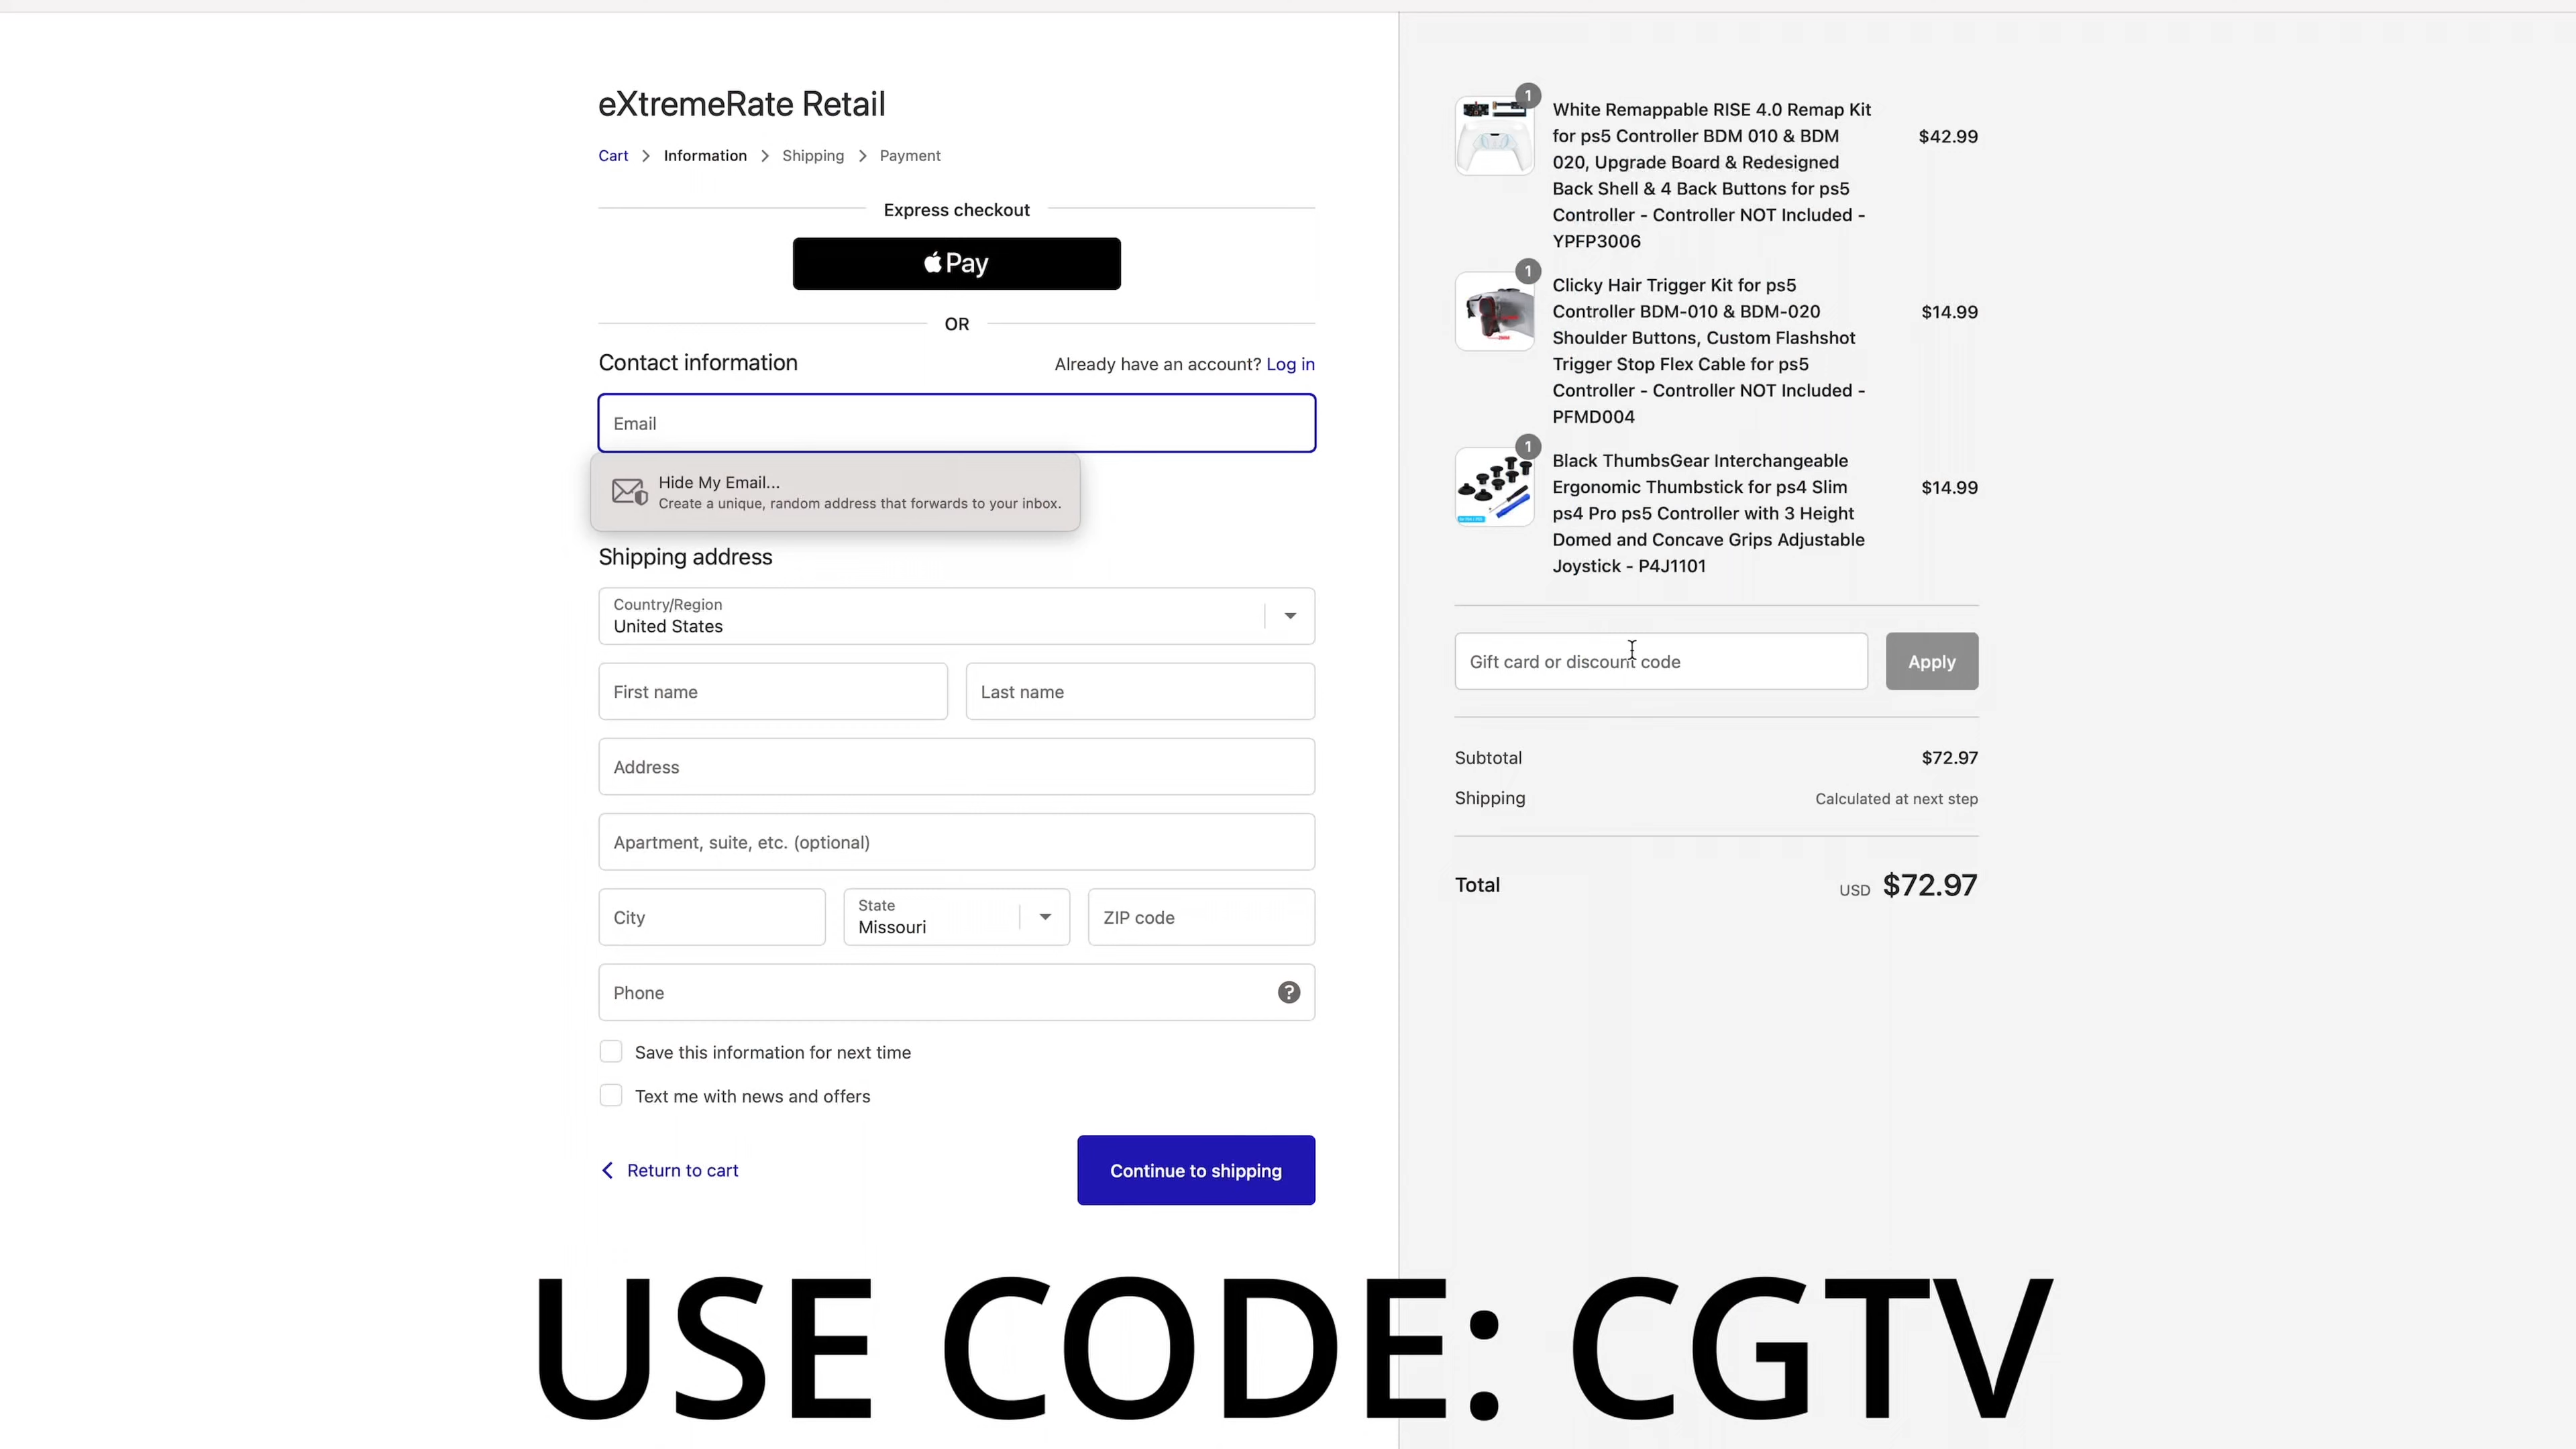 eXtremeRate Retail
Cart > Information > Shipping > Payment
Express checkout
Pay
OR
Contact information
Already have an account? Log in
Email
Hide My Email...
Create a unique, random address that forwards to your inbox.
Shipping address
Country/Region
United States
First name
Last name
Address
Apartment, suite, etc. (optional)
City
State
Missouri
ZIP code
Phone
?
Save this information for next time
Text me with news and offers
Return to cart
Continue to shipping
1
White Remappable RISE 4.0 Remap Kit
for ps5 Controller BDM 010 & BDM
020, Upgrade Board & Redesigned
Back Shell & 4 Back Buttons for ps5
Controller - Controller NOT Included -
YPFP3006
$42.99
1
Clicky Hair Trigger Kit for ps5
Controller BDM-010 & BDM-020
Shoulder Buttons, Custom Flashshot
Trigger Stop Flex Cable for ps5
Controller - Controller NOT Included -
PFMD004
$14.99
1
Black ThumbsGear Interchangeable
Ergonomic Thumbstick for ps4 Slim
ps4 Pro ps5 Controller with 3 Height
Domed and Concave Grips Adjustable
Joystick - P4J1101
$14.99
Gift card or discount code
Apply
Subtotal
$72.97
Shipping
Calculated at next step
Total
USD $72.97
USE CODE: CGTV